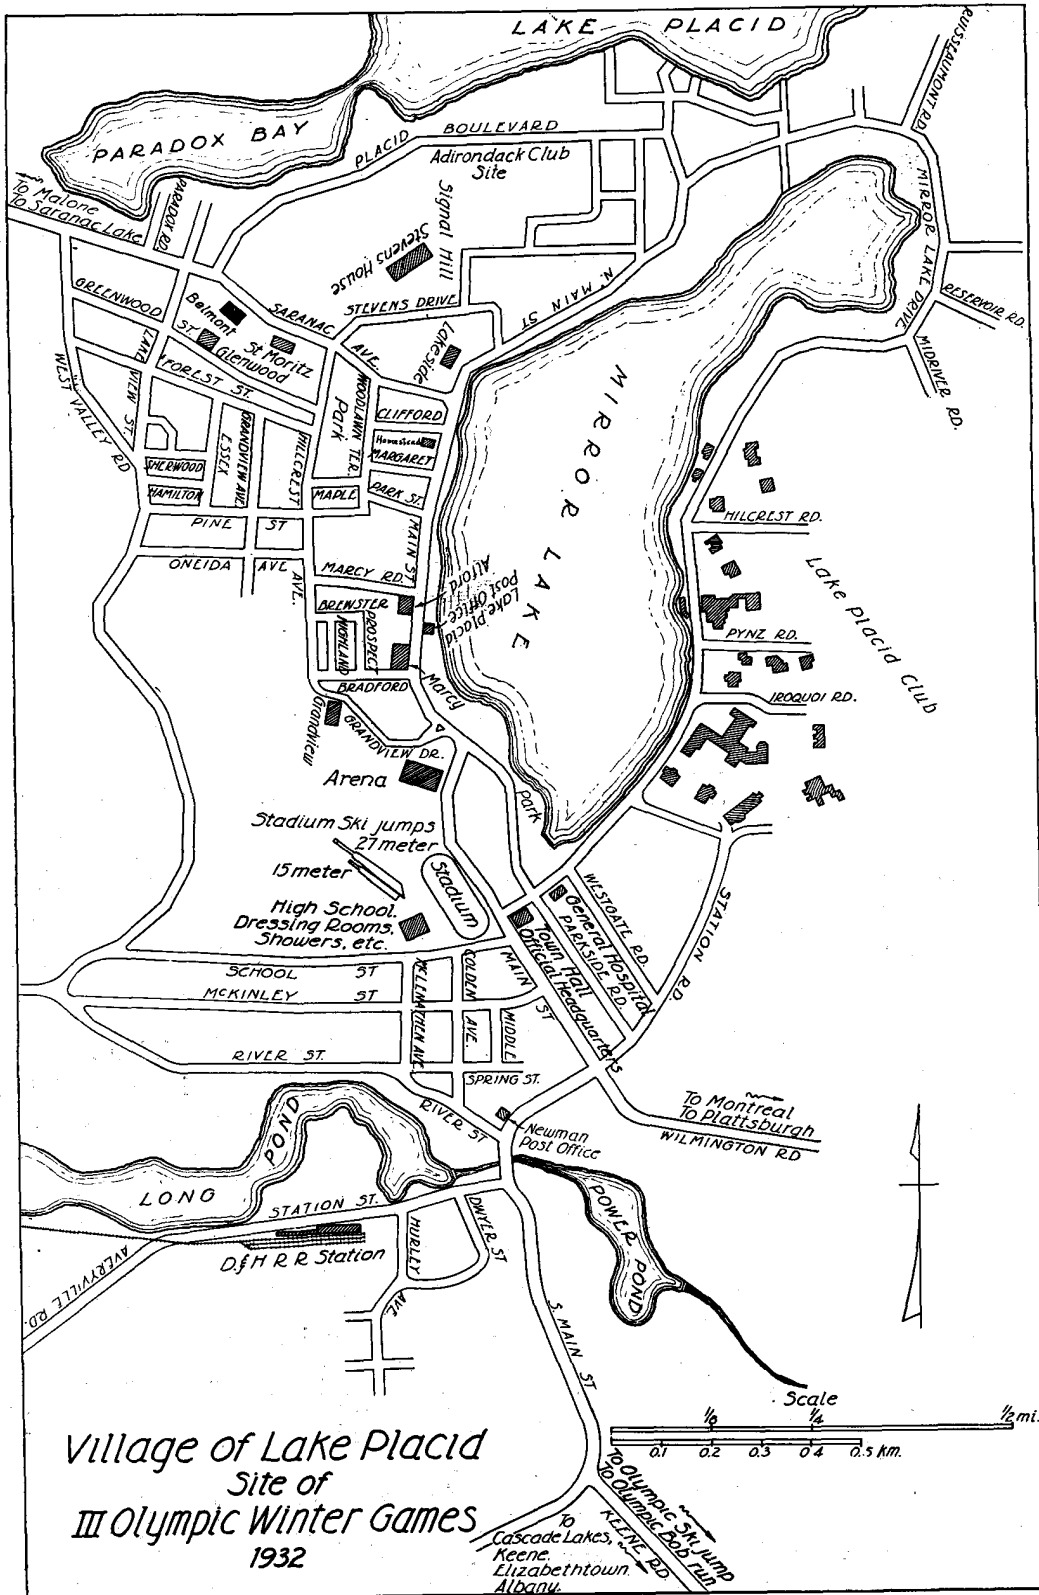 LAKE PLACID
PARADOX BAY
PLACID BOULEVARD
Adirondack Club
Site
RUISSEAUMONT RD.
To Malone
To Saranac Lake
PARADOX RD.
Signal Hill
Stevens House
MIRROR LAKE DRIVE
GREENWOOD
ST.
Belmont
SARANAC
AVE.
STEVENS DRIVE
N. MAIN
ST
RESERVOIR RD.
MIDRIVER RD.
St Moritz
Glenwood
Lakeside
LAKE
VIEW ST.
FOREST ST.
WEST VALLEY RD
Park
WOODLAWN TER.
CLIFFORD
Homestead
MARGARET
MIRROR LAKE
SHERWOOD
HAMILTON
ESSEX
GRANDVIEW AVE.
HILLCREST
AVE.
MAPLE
PARK ST.
MAIN ST.
PINE ST
HILCREST RD.
ONEIDA AVE
MARCY RD.
Alford
Lake Placid
Post Office
BREWSTER
HIGHLAND
PROSPECT
Lake Placid Club
PYNZ RD.
BRADFORD
Marcy
IROQUOI RD.
Grandview
GRANDVIEW DR.
Arena
Park
Stadium Ski jumps
27 meter
15 meter
Stadium
High School.
Dressing Rooms,
Showers, etc.
WESTGATE RD.
General Hospital
PARKSIDE RD.
Town Hall
Official Headquarters
STATION RD.
SCHOOL ST
MCKINLEY ST
MCLENATHEN AVE.
COLDEN
AVE.
MAIN
ST
MIDDLE
RIVER ST.
SPRING ST.
RIVER ST
Newman
Post Office
To Montreal
To Plattsburgh
WILMINGTON RD
LONG POND
STATION ST.
DWYER ST
HURLEY
AVE
POWER POND
D. & H R R Station
AVERYVILLE RD.
S. MAIN
ST
Scale
1/8 1/4 1/2 mi.
0.1 0.2 0.3 0.4 0.5 km.
Village of Lake Placid
Site of
III Olympic Winter Games
1932
To
Cascade Lakes,
Keene,
Elizabethtown
Albany.
KEENE RD.
To Olympic Ski jump
To Olympic Bob run